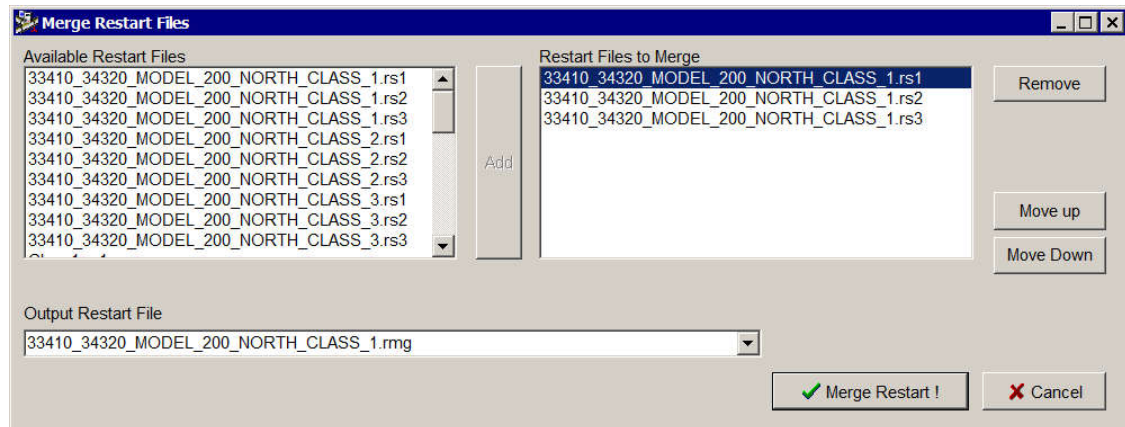 Merge Restart Files
Available Restart Files
33410_34320_MODEL_200_NORTH_CLASS_1.rs1
33410_34320_MODEL_200_NORTH_CLASS_1.rs2
33410_34320_MODEL_200_NORTH_CLASS_1.rs3
33410_34320_MODEL_200_NORTH_CLASS_2.rs1
33410_34320_MODEL_200_NORTH_CLASS_2.rs2
33410_34320_MODEL_200_NORTH_CLASS_2.rs3
33410_34320_MODEL_200_NORTH_CLASS_3.rs1
33410_34320_MODEL_200_NORTH_CLASS_3.rs2
33410_34320_MODEL_200_NORTH_CLASS_3.rs3
Add
Restart Files to Merge
33410_34320_MODEL_200_NORTH_CLASS_1.rs1
33410_34320_MODEL_200_NORTH_CLASS_1.rs2
33410_34320_MODEL_200_NORTH_CLASS_1.rs3
Remove
Move up
Move Down
Output Restart File
33410_34320_MODEL_200_NORTH_CLASS_1.rmg
Merge Restart !
Cancel